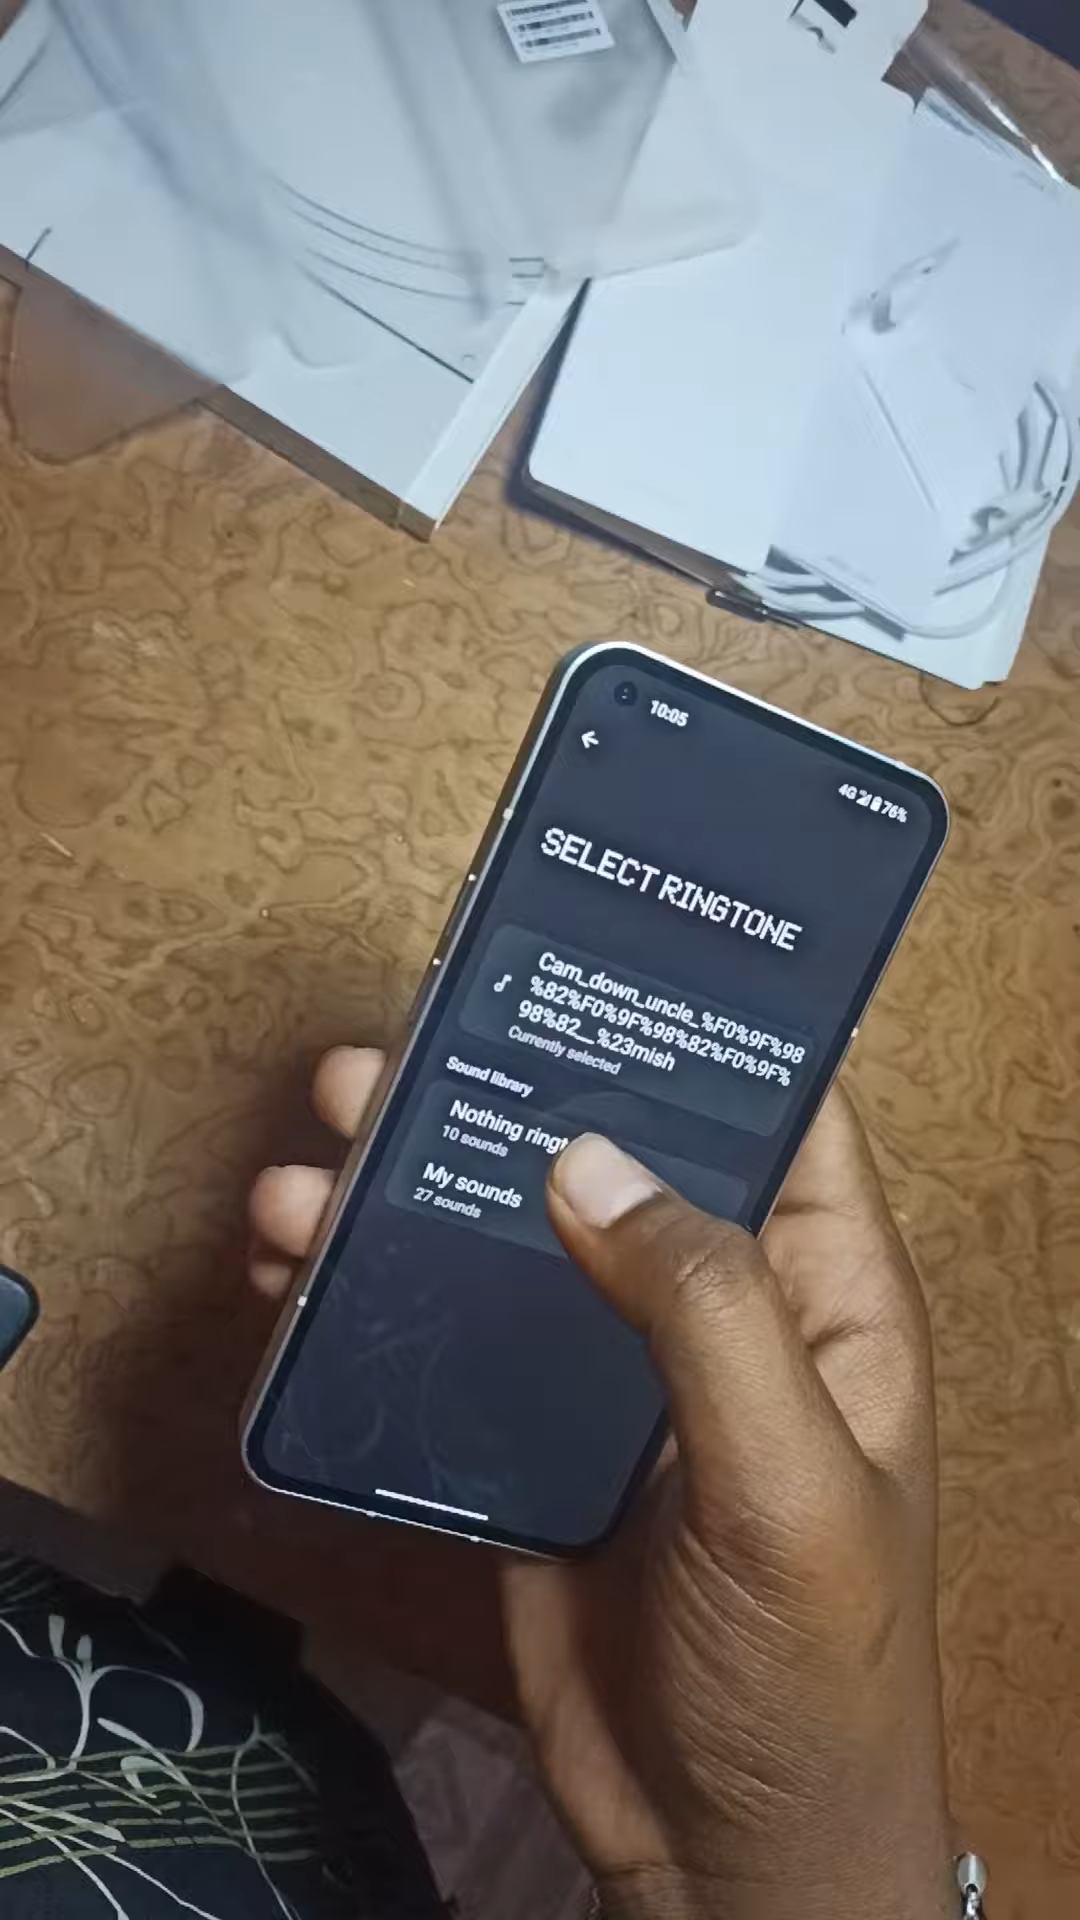 10:05
4G 76%
SELECT RINGTONE
Cam_down_uncle_%F0%9F%98
%82%F0%9F%98%82%F0%9F%
98%82__%23mish
Currently selected
Sound library
Nothing ringt
10 sounds
My sounds
27 sounds